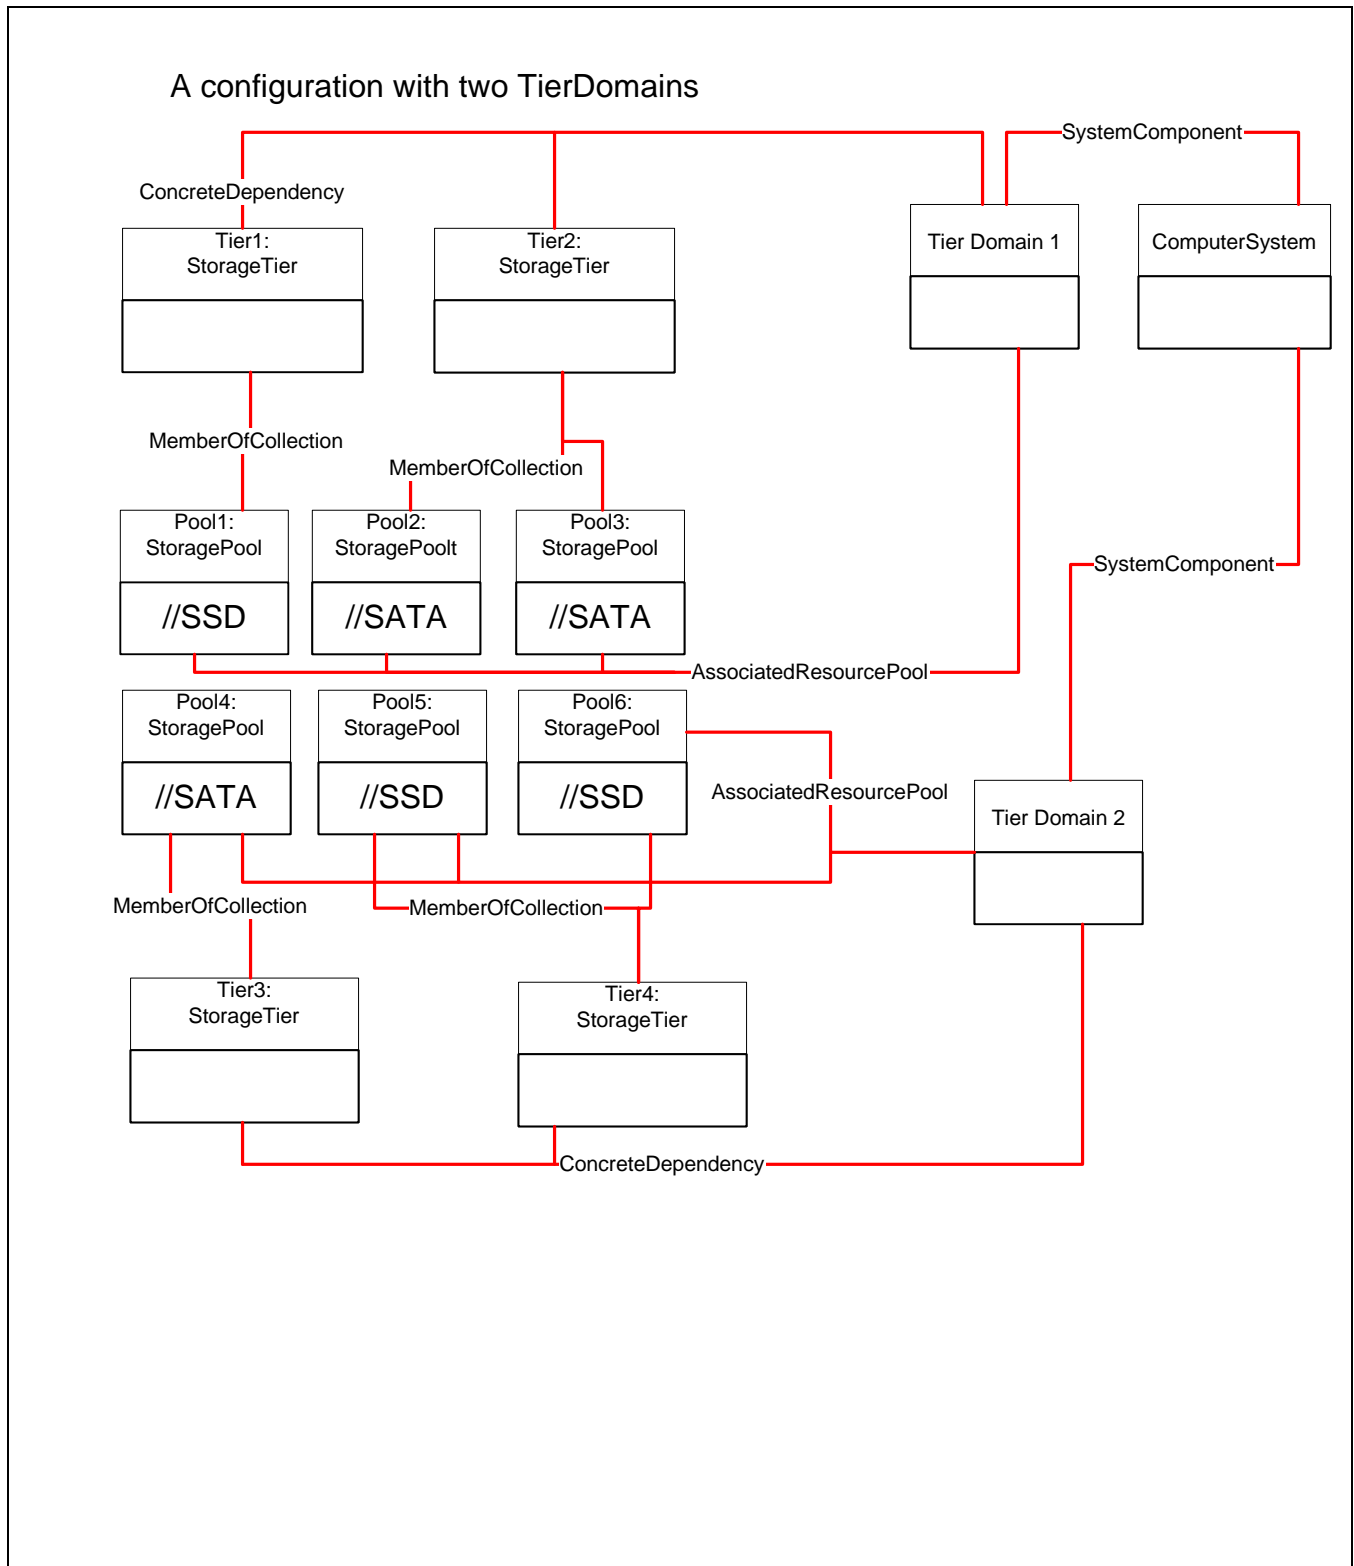 A configuration with two TierDomains
SystemComponent
ConcreteDependency
Tier1:
StorageTier
Tier2:
StorageTier
Tier Domain 1
ComputerSystem
MemberOfCollection
MemberOfCollection
Pool1:
StoragePool
//SSD
Pool2:
StoragePoolt
//SATA
Pool3:
StoragePool
//SATA
SystemComponent
AssociatedResourcePool
Pool4:
StoragePool
//SATA
Pool5:
StoragePool
//SSD
Pool6:
StoragePool
//SSD
AssociatedResourcePool
Tier Domain 2
MemberOfCollection
MemberOfCollection
Tier3:
StorageTier
Tier4:
StorageTier
ConcreteDependency